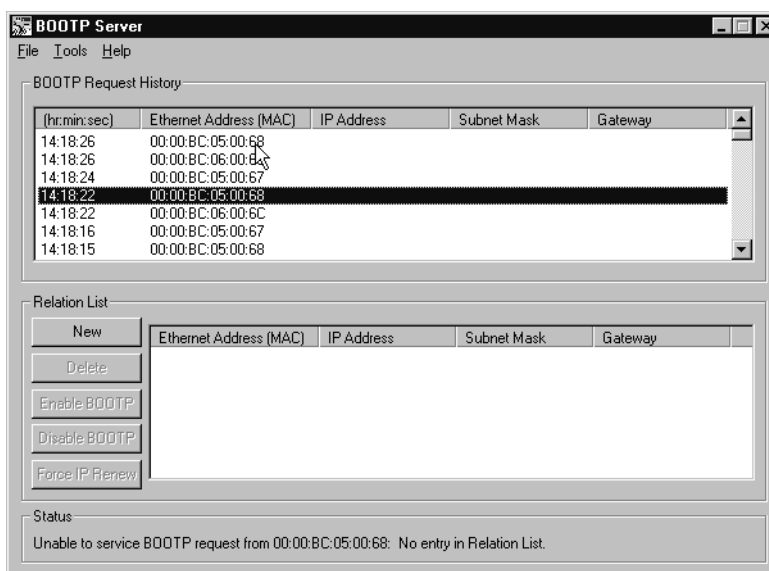 BOOTP Server
File Tools Help
BOOTP Request History
(hr:min:sec) Ethernet Address (MAC) IP Address Subnet Mask Gateway
14:18:26 00:00:BC:05:00:68
14:18:26 00:00:BC:06:00:
14:18:24 00:00:BC:05:00:67
14:18:22 00:00:BC:05:00:68
14:18:22 00:00:BC:06:00:6C
14:18:16 00:00:BC:05:00:67
14:18:15 00:00:BC:05:00:68
Relation List
New
Delete
Enable BOOTP
Disable BOOTP
Force IP Renew
Ethernet Address (MAC) IP Address Subnet Mask Gateway
Status
Unable to service BOOTP request from 00:00:BC:05:00:68: No entry in Relation List.